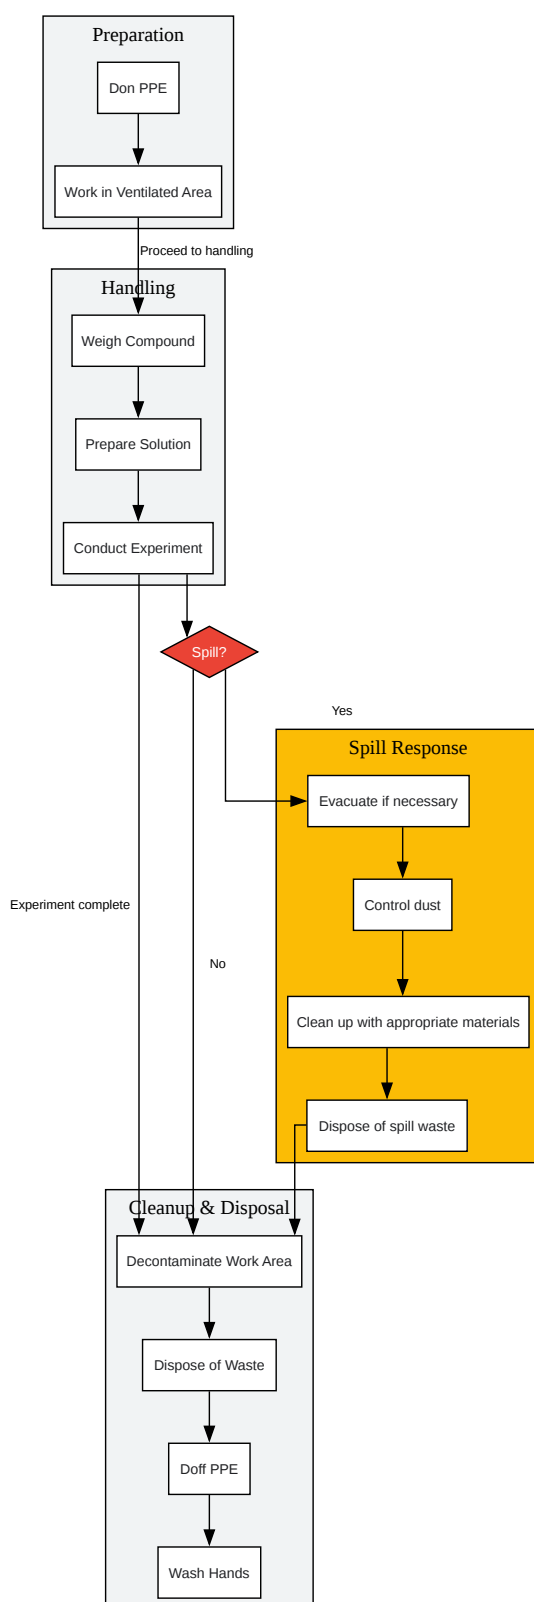 Preparation
Don PPE
Work in Ventilated Area
Proceed to handling
Handling
Weigh Compound
Prepare Solution
Conduct Experiment
Spill?
Yes
Spill Response
Evacuate if necessary
Control dust
Experiment complete
No
Clean up with appropriate materials
Dispose of spill waste
Cleanup & Disposal
Decontaminate Work Area
Dispose of Waste
Doff PPE
Wash Hands